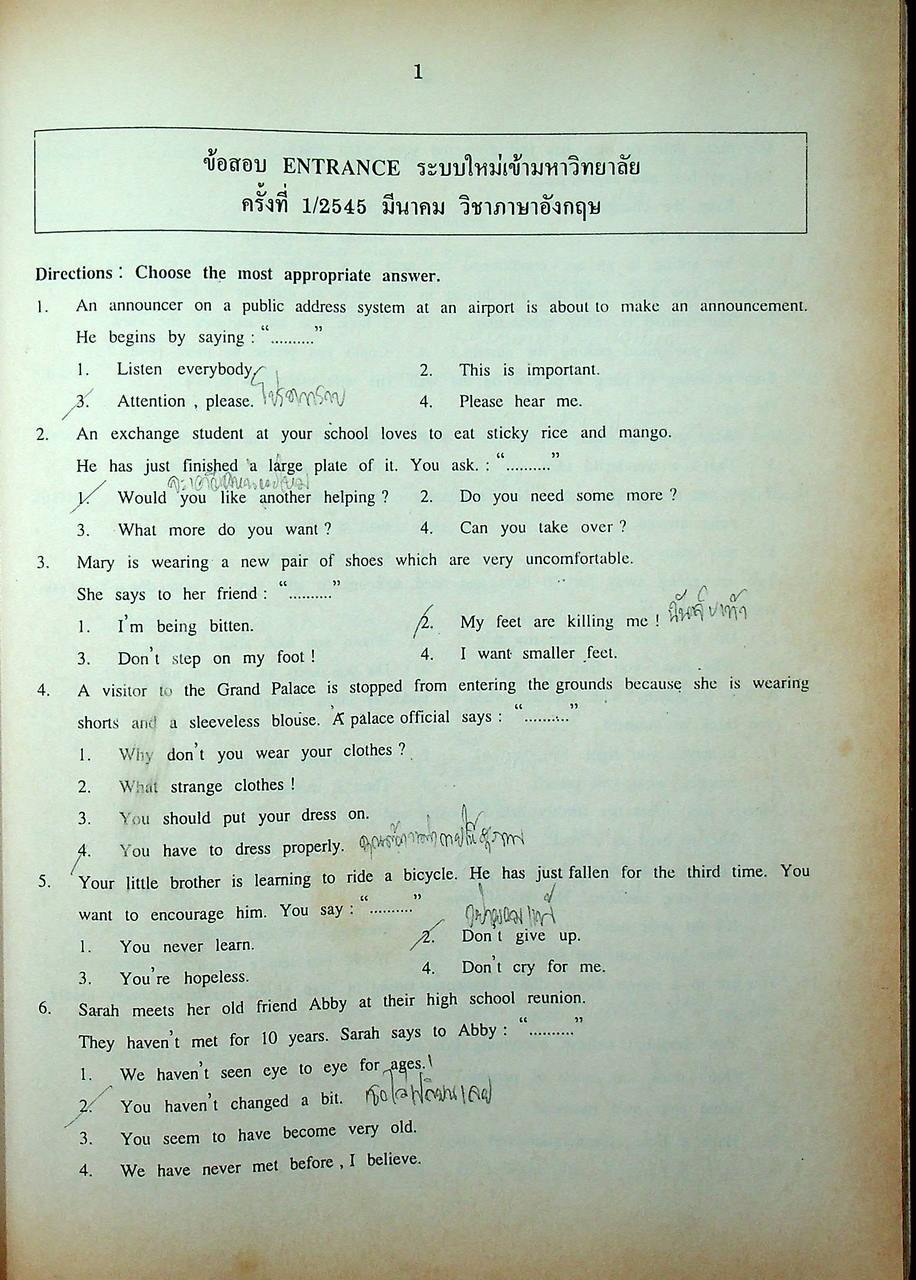 1
ข้อสอบ ENTRANCE ระบบใหม่เข้ามหาวิทยาลัย
ครั้งที่ 1/2545 มีนาคม วิชาภาษาอังกฤษ
Directions : Choose the most appropriate answer.
1. An announcer on a public address system at an airport is about to make an announcement.
He begins by saying : “..........”
1. Listen everybody. 2. This is important.
3. Attention , please. โปรดทราบ 4. Please hear me.
2. An exchange student at your school loves to eat sticky rice and mango.
He has just finished a large plate of it. You ask. : “..........”
1. Would you like another helping ? 2. Do you need some more ?
3. What more do you want ? 4. Can you take over ?
3. Mary is wearing a new pair of shoes which are very uncomfortable.
She says to her friend : “..........”
1. I'm being bitten. 2. My feet are killing me !
3. Don't step on my foot ! 4. I want smaller feet.
4. A visitor to the Grand Palace is stopped from entering the grounds because she is wearing
shorts and a sleeveless blouse. A palace official says : “..........”
1. Why don't you wear your clothes ?
2. What strange clothes !
3. You should put your dress on.
4. You have to dress properly.
5. Your little brother is learning to ride a bicycle. He has just fallen for the third time. You
want to encourage him. You say : “..........” อย่ายอมแพ้
1. You never learn. 2. Don't give up.
3. You're hopeless. 4. Don't cry for me.
6. Sarah meets her old friend Abby at their high school reunion.
They haven't met for 10 years. Sarah says to Abby : “..........”
1. We haven't seen eye to eye for ages.
2. You haven't changed a bit.
3. You seem to have become very old.
4. We have never met before , I believe.